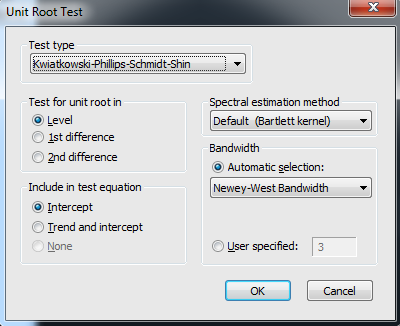 Unit Root Test
Test type
Kwiatkowski-Phillips-Schmidt-Shin
Test for unit root in
Level
1st difference
2nd difference
Include in test equation
Intercept
Trend and intercept
None
Spectral estimation method
Default (Bartlett kernel)
Bandwidth
Automatic selection:
Newey-West Bandwidth
User specified: 3
OK
Cancel